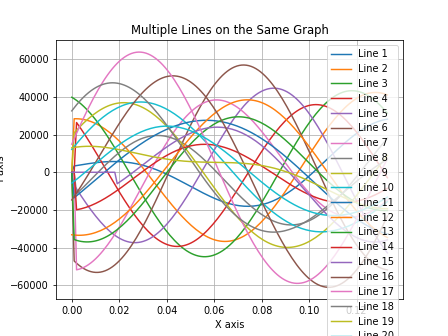 Multiple Lines on the Same Graph
60000
40000
20000
0
−20000
−40000
−60000
0.00
0.02
0.04
0.06
0.08
0.10
X axis
Line 1
Line 2
Line 3
Line 4
Line 5
Line 6
Line 7
Line 8
Line 9
Line 10
Line 11
Line 12
Line 13
Line 14
Line 15
Line 16
Line 17
Line 18
Line 19
Line 20